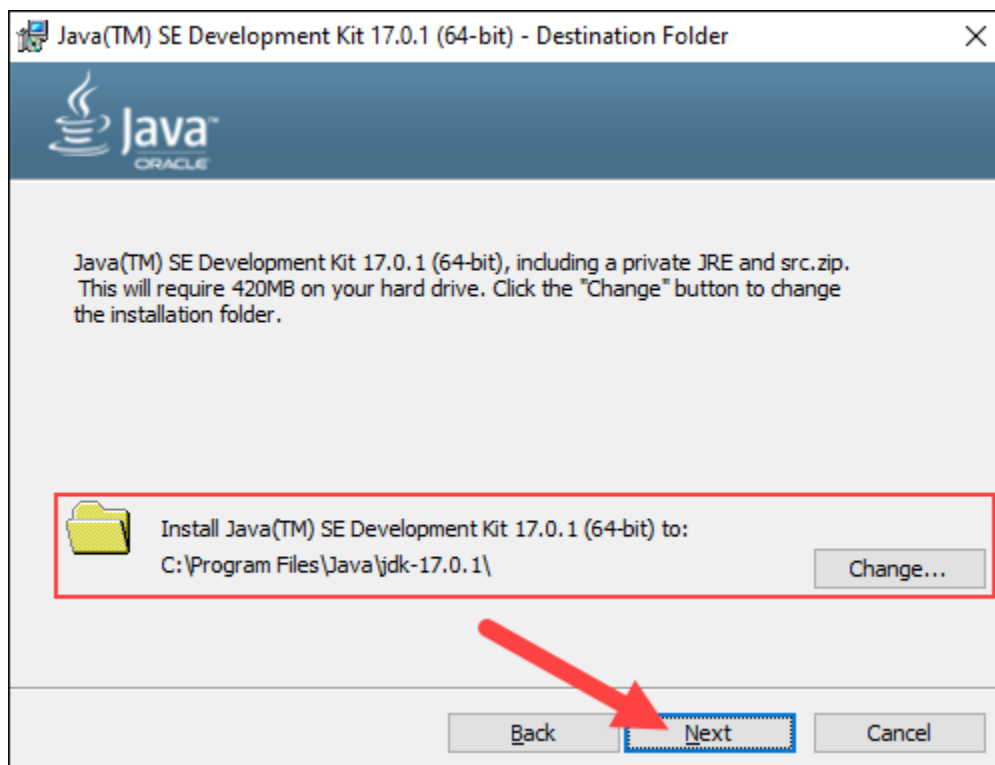 Java(TM) SE Development Kit 17.0.1 (64-bit) - Destination Folder
Java™
ORACLE
Java(TM) SE Development Kit 17.0.1 (64-bit), including a private JRE and src.zip.
This will require 420MB on your hard drive. Click the "Change" button to change
the installation folder.
Install Java(TM) SE Development Kit 17.0.1 (64-bit) to:
C:\Program Files\Java\jdk-17.0.1\
Change...
Back
Next
Cancel